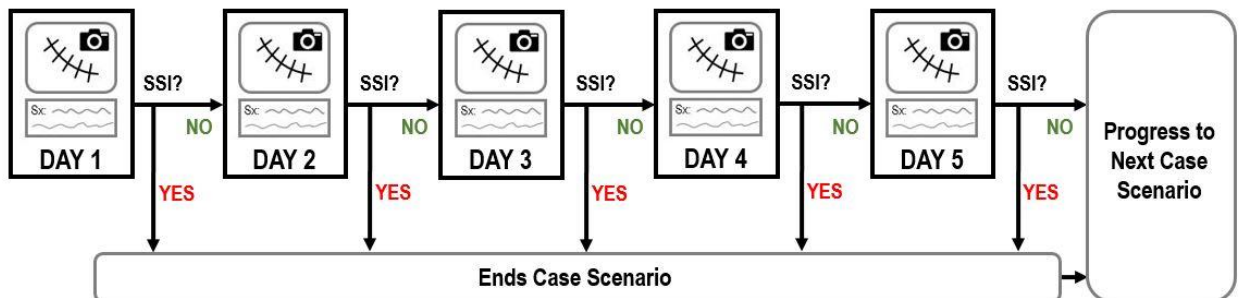 SSI?
SSI?
SSI?
SSI?
SSI?
Sx:
Sx:
Sx:
Sx:
Sx:
NO
NO
NO
NO
NO
DAY 1
DAY 2
DAY 3
DAY 4
DAY 5
Progress to
Next Case
Scenario
YES
YES
YES
YES
YES
Ends Case Scenario